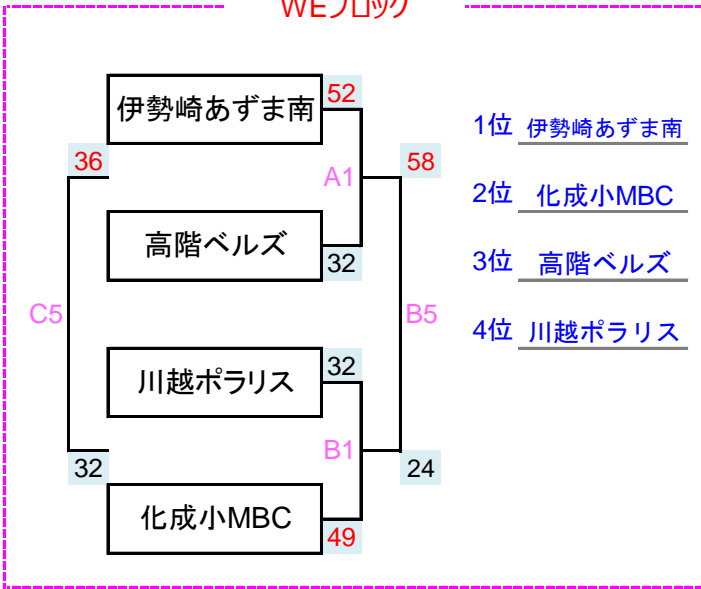 WEブロック
伊勢崎あずま南
52
1位 伊勢崎あずま南
36
A1
58
2位 化成小MBC
高階ベルズ
32
3位 高階ベルズ
C5
B5
4位 川越ポラリス
川越ポラリス
32
B1
32
24
化成小MBC
49